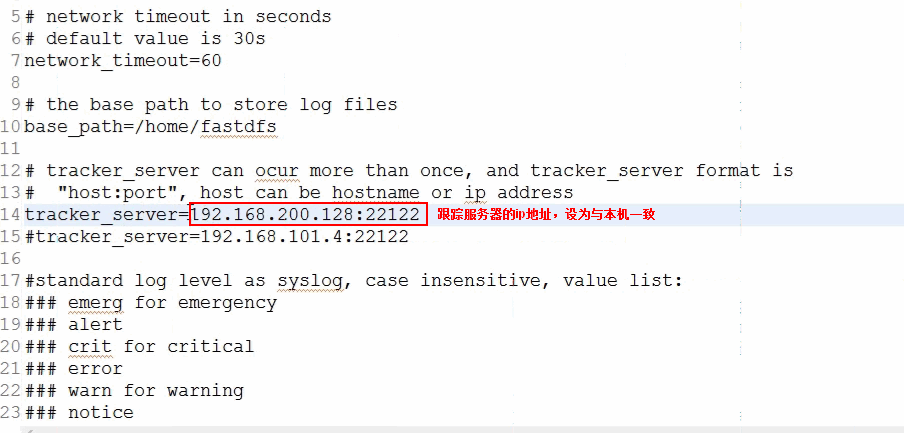 5 # network timeout in seconds
6 # default value is 30s
7 network_timeout=60
8
9 # the base path to store log files
10 base_path=/home/fastdfs
11
12 # tracker_server can ocur more than once, and tracker_server format is
13 #  "host:port", host can be hostname or ip address
14 tracker_server=192.168.200.128:22122 跟踪服务器的ip地址，设为与本机一致
15 #tracker_server=192.168.101.4:22122
16
17 #standard log level as syslog, case insensitive, value list:
18 ### emerg for emergency
19 ### alert
20 ### crit for critical
21 ### error
22 ### warn for warning
23 ### notice